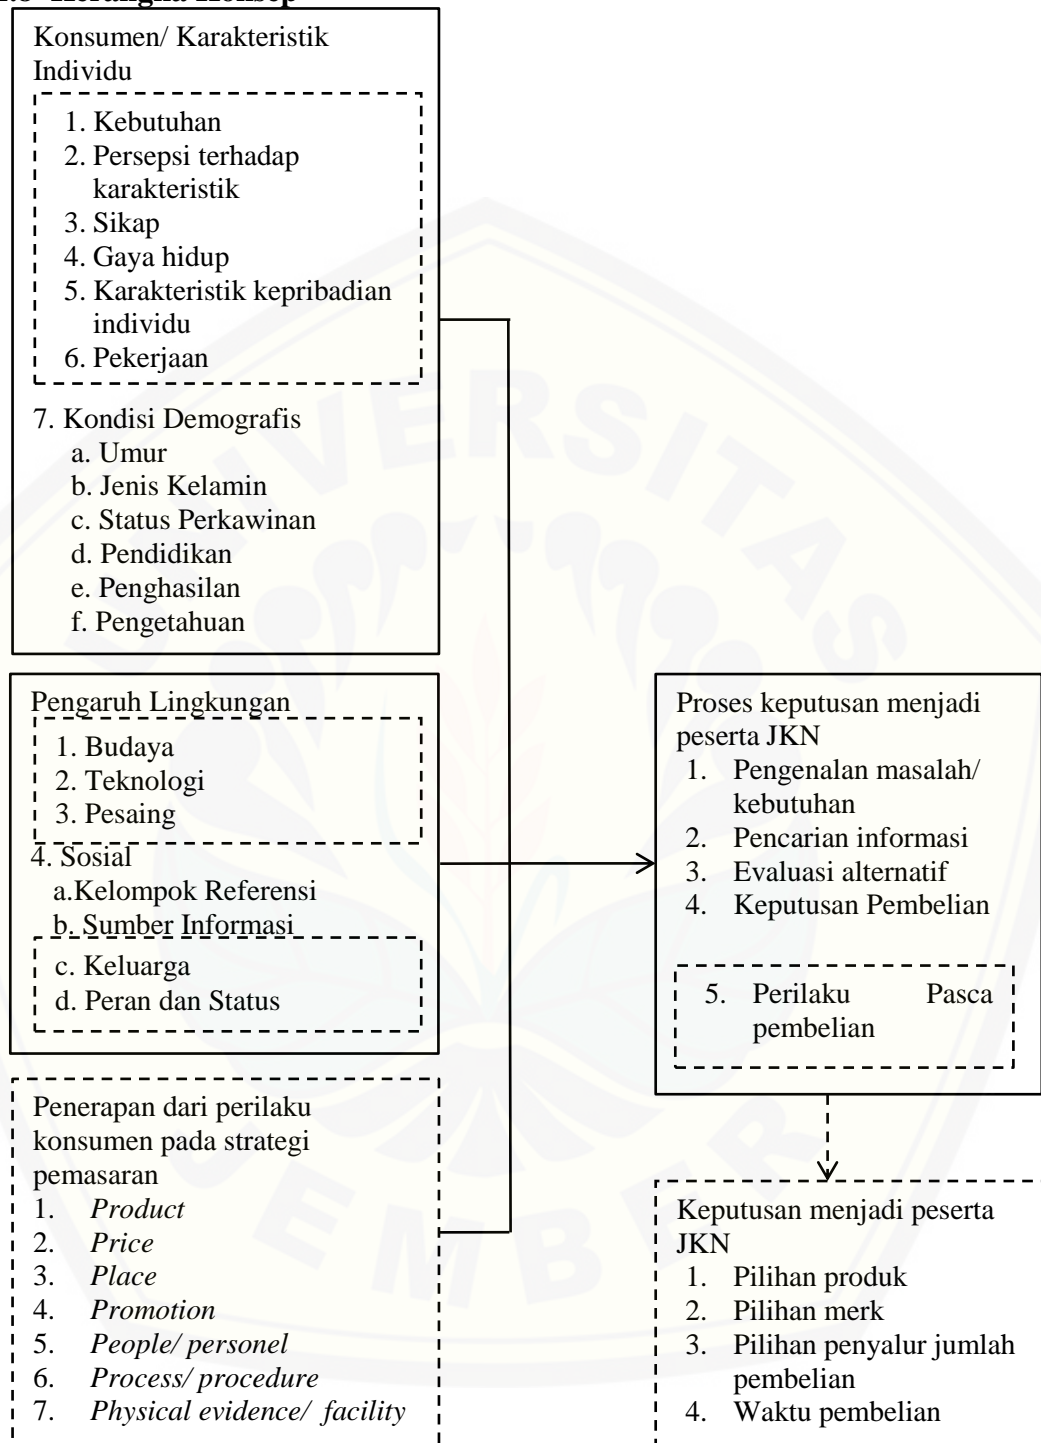 Kerangka Konsep
Konsumen/ Karakteristik
Individu
1. Kebutuhan
2. Persepsi terhadap
karakteristik
3. Sikap
4. Gaya hidup
5. Karakteristik kepribadian
individu
6. Pekerjaan
7. Kondisi Demografis
a. Umur
b. Jenis Kelamin
c. Status Perkawinan
d. Pendidikan
e. Penghasilan
f. Pengetahuan
Pengaruh Lingkungan
1. Budaya
2. Teknologi
3. Pesaing
4. Sosial
a.Kelompok Referensi
b. Sumber Informasi
c. Keluarga
d. Peran dan Status
Penerapan dari perilaku
konsumen pada strategi
pemasaran
1. Product
2. Price
3. Place
4. Promotion
5. People/ personel
6. Process/ procedure
7. Physical evidence/ facility
Proses keputusan menjadi
peserta JKN
1. Pengenalan masalah/
kebutuhan
2. Pencarian informasi
3. Evaluasi alternatif
4. Keputusan Pembelian
5. Perilaku Pasca
pembelian
Keputusan menjadi peserta
JKN
1. Pilihan produk
2. Pilihan merk
3. Pilihan penyalur jumlah
pembelian
4. Waktu pembelian
UNIVERSITAS
JEMBER